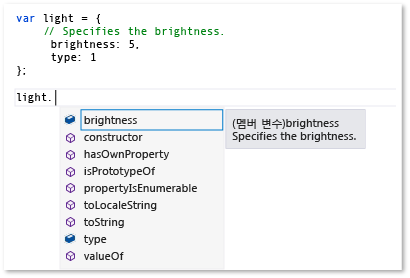 var light = {
// Specifies the brightness.
brightness: 5,
type: 1
};
light.
brightness
constructor
hasOwnProperty
isPrototypeOf
propertyIsEnumerable
toLocaleString
toString
type
valueOf
(멤버 변수)brightness
Specifies the brightness.